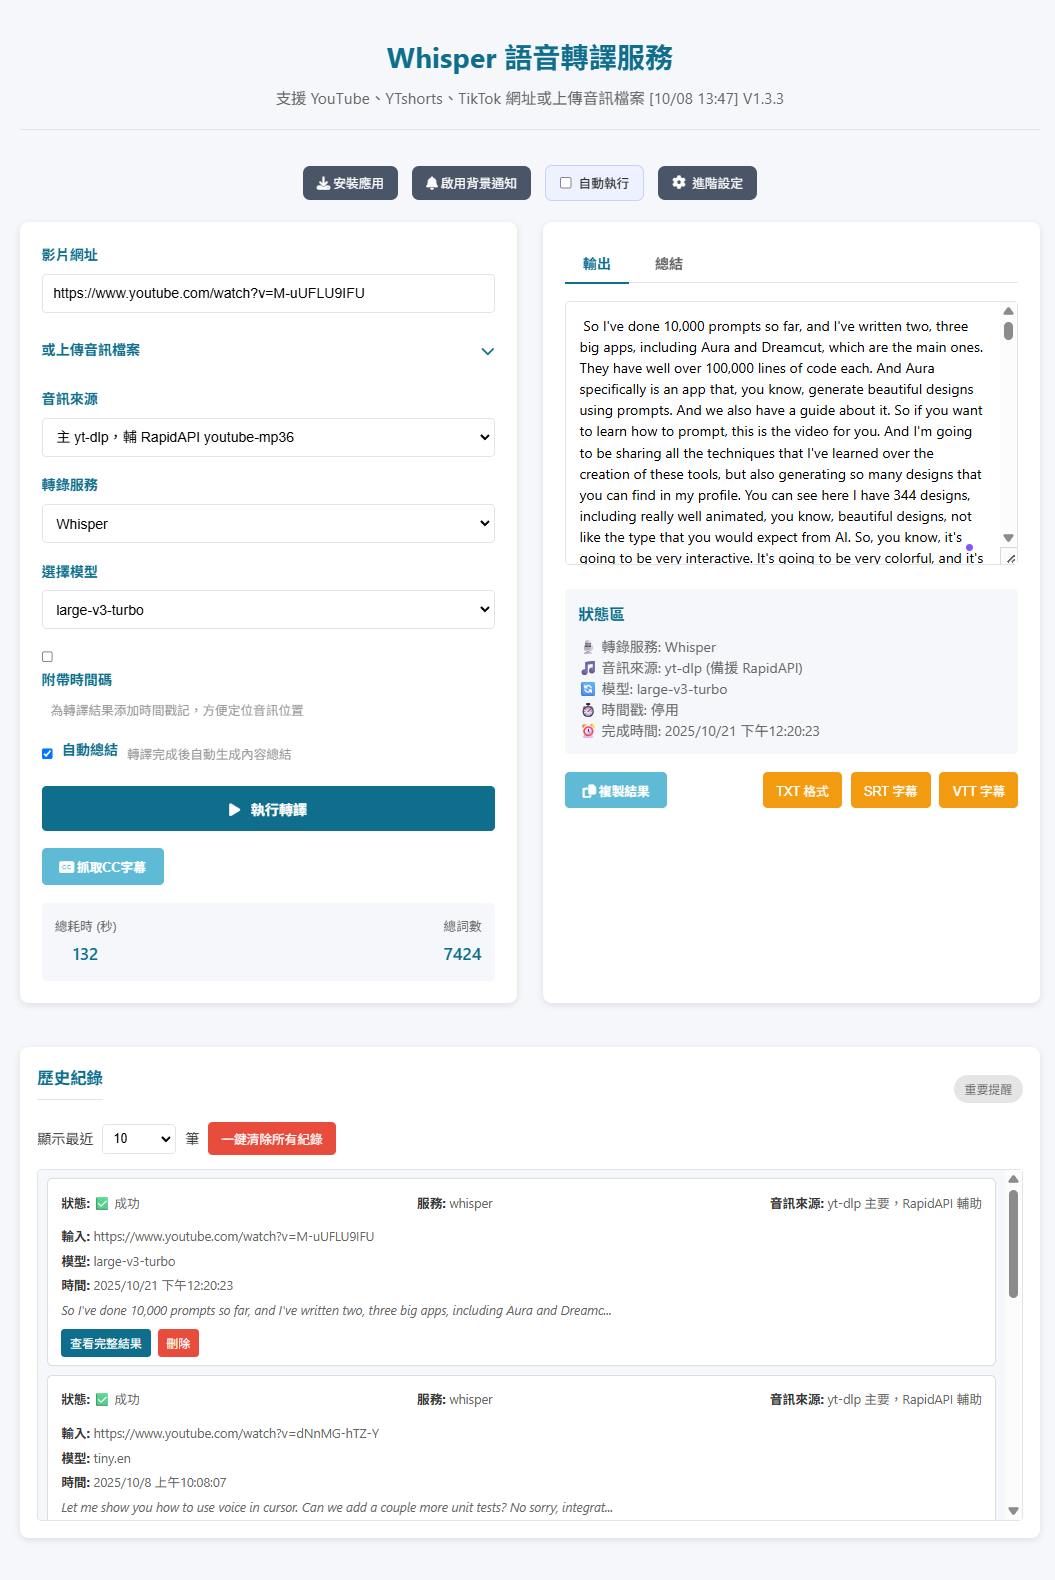 Whisper 語音轉譯服務
支援 YouTube、YTshorts、TikTok 網址或上傳音訊檔案 [10/08 13:47] V1.3.3
安裝應用
啟用背景通知
自動執行
進階設定
影片網址
https://www.youtube.com/watch?v=M-uUFLU9IFU
或上傳音訊檔案
音訊來源
主 yt-dlp，輔 RapidAPI youtube-mp36
轉錄服務
Whisper
選擇模型
large-v3-turbo
附帶時間碼
為轉譯結果添加時間戳記，方便定位音訊位置
自動總結 轉譯完成後自動生成內容總結
執行轉譯
抓取CC字幕
總耗時 (秒)
132
總詞數
7424
輸出
總結
So I've done 10,000 prompts so far, and I've written two, three
big apps, including Aura and Dreamcut, which are the main ones.
They have well over 100,000 lines of code each. And Aura
specifically is an app that, you know, generate beautiful designs
using prompts. And we also have a guide about it. So if you want
to learn how to prompt, this is the video for you. And I'm going
to be sharing all the techniques that I've learned over the
creation of these tools, but also generating so many designs that
you can find in my profile. You can see here I have 344 designs,
including really well animated, you know, beautiful designs, not
like the type that you would expect from AI. So, you know, it's
going to be very interactive. It's going to be very colorful, and it's
狀態區
轉錄服務: Whisper
音訊來源: yt-dlp (備援 RapidAPI)
模型: large-v3-turbo
時間戳: 停用
完成時間: 2025/10/21 下午12:20:23
複製結果
TXT 格式
SRT 字幕
VTT 字幕
歷史紀錄
重要提醒
顯示最近 10 筆 一鍵清除所有紀錄
狀態: ✅ 成功
服務: whisper
音訊來源: yt-dlp 主要，RapidAPI 輔助
輸入: https://www.youtube.com/watch?v=M-uUFLU9IFU
模型: large-v3-turbo
時間: 2025/10/21 下午12:20:23
So I've done 10,000 prompts so far, and I've written two, three big apps, including Aura and Dreamc...
查看完整結果
刪除
狀態: ✅ 成功
服務: whisper
音訊來源: yt-dlp 主要，RapidAPI 輔助
輸入: https://www.youtube.com/watch?v=dNnMG-hTZ-Y
模型: tiny.en
時間: 2025/10/8 上午10:08:07
Let me show you how to use voice in cursor. Can we add a couple more unit tests? No sorry, integrat...